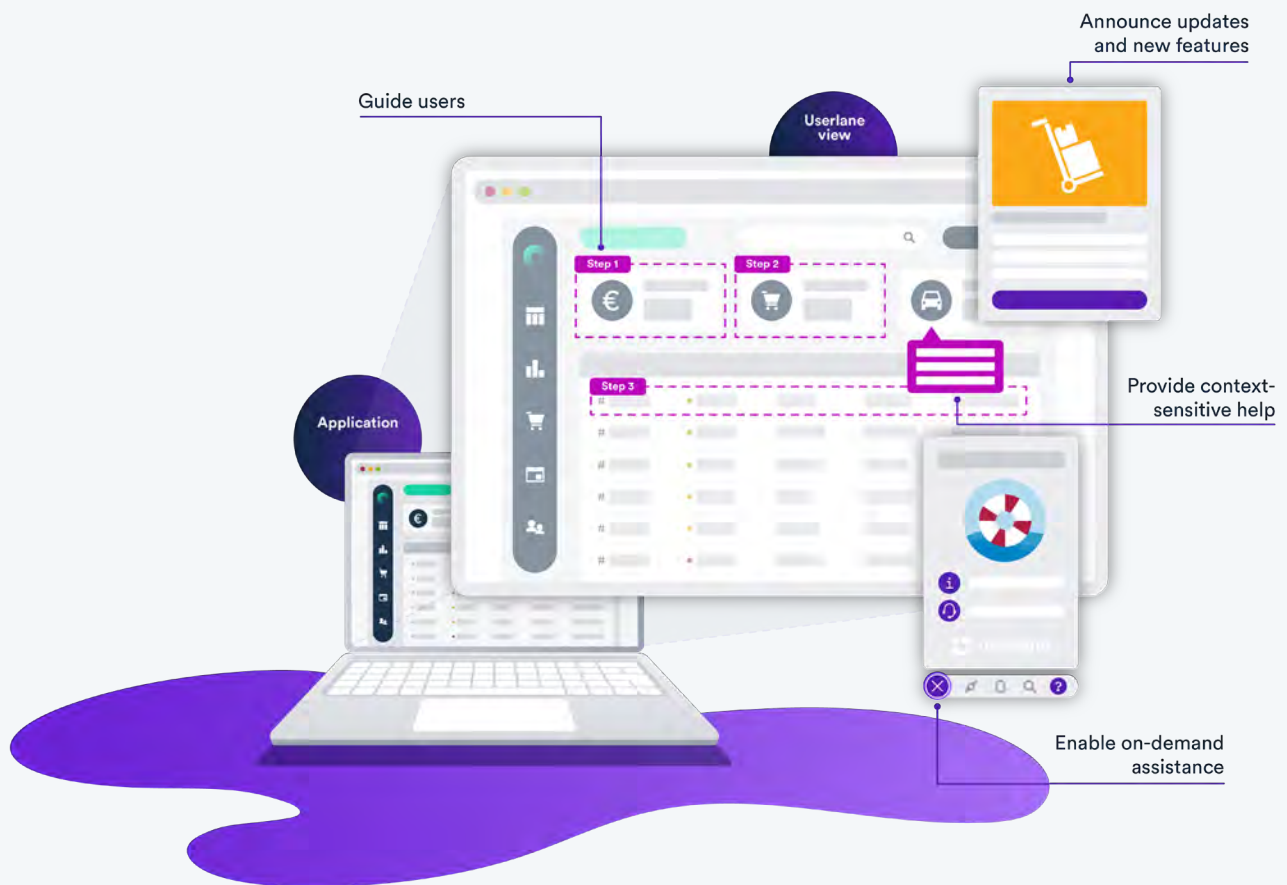 Announce updates
and new features
Guide users
Userlane
view
Step 1
Step 2
€
Step 3
#
#
#
#
#
#
Provide context-
sensitive help
Application
€
i
?
Enable on-demand
assistance